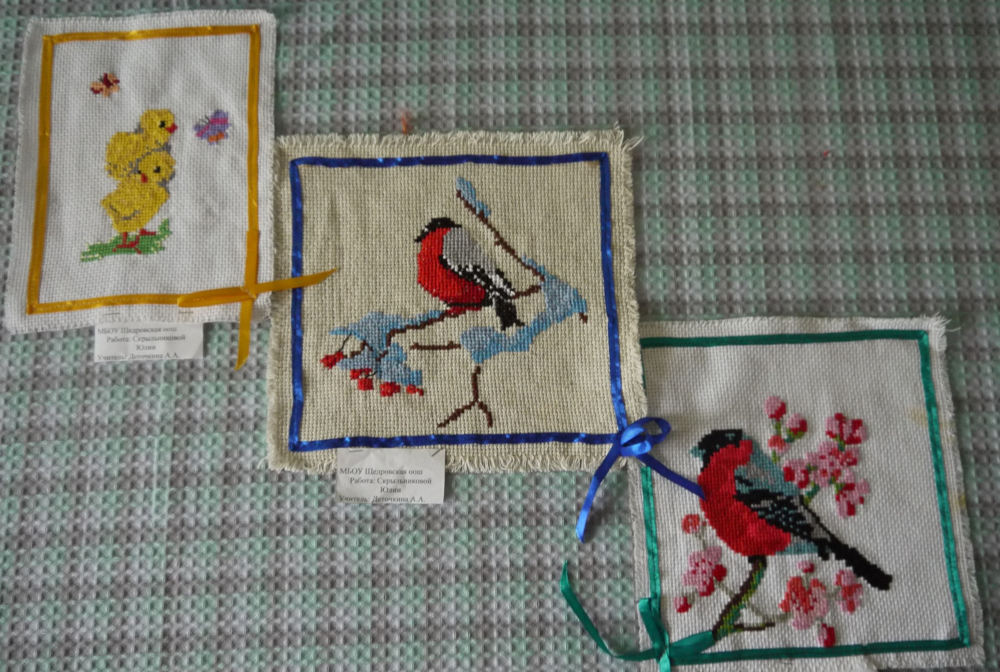 МБОУ Щедровская оош
Работа: Скрыльниковой
Юлии
Учитель: Деточкина А.А.
МБОУ Щедровская оош
Работа: Скрыльниковой
Юлии
Учитель: Деточкина А.А.